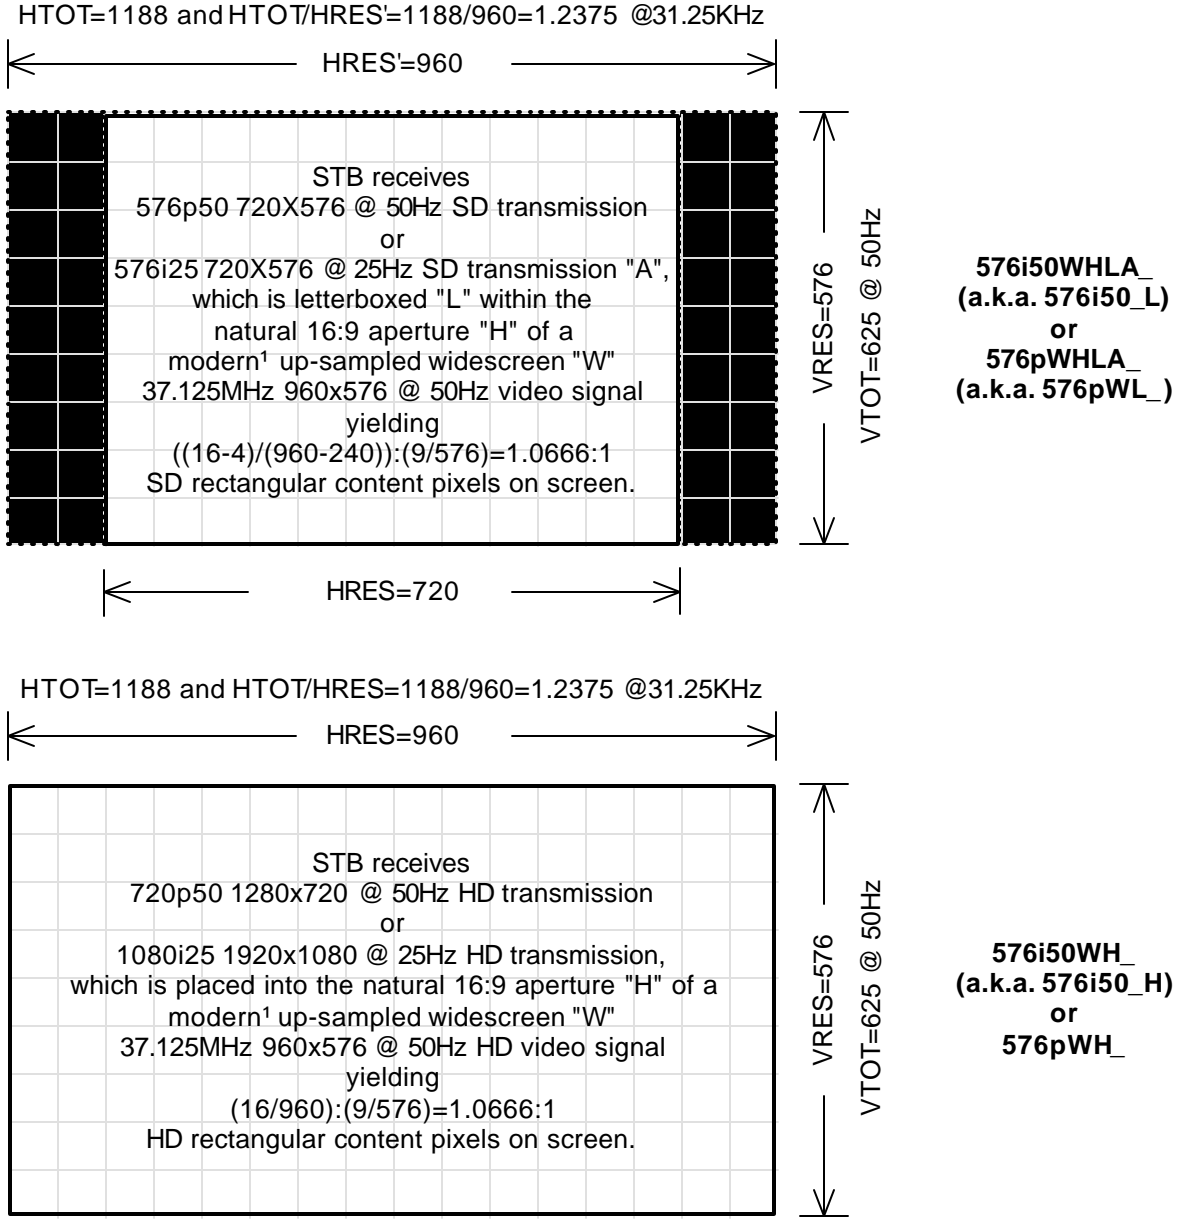 HTOT=1188 and HTOT/HRES'=1188/960=1.2375 @31.25KHz
HRES'=960
STB receives
576p50 720X576 @ 50Hz SD transmission
or
576i25 720X576 @ 25Hz SD transmission "A",
which is letterboxed "L" within the
natural 16:9 aperture "H" of a
modern¹ up-sampled widescreen "W"
37.125MHz 960x576 @ 50Hz video signal
yielding
((16-4)/(960-240)):(9/576)=1.0666:1
SD rectangular content pixels on screen.
VRES=576
VTOT=625 @ 50Hz
576i50WHLA_
(a.k.a. 576i50_L)
or
576pWHLA_
(a.k.a. 576pWL_)
HRES=720
HTOT=1188 and HTOT/HRES=1188/960=1.2375 @31.25KHz
HRES=960
STB receives
720p50 1280x720 @ 50Hz HD transmission
or
1080i25 1920x1080 @ 25Hz HD transmission,
which is placed into the natural 16:9 aperture "H" of a
modern¹ up-sampled widescreen "W"
37.125MHz 960x576 @ 50Hz HD video signal
yielding
(16/960):(9/576)=1.0666:1
HD rectangular content pixels on screen.
VRES=576
VTOT=625 @ 50Hz
576i50WH_
(a.k.a. 576i50_H)
or
576pWH_